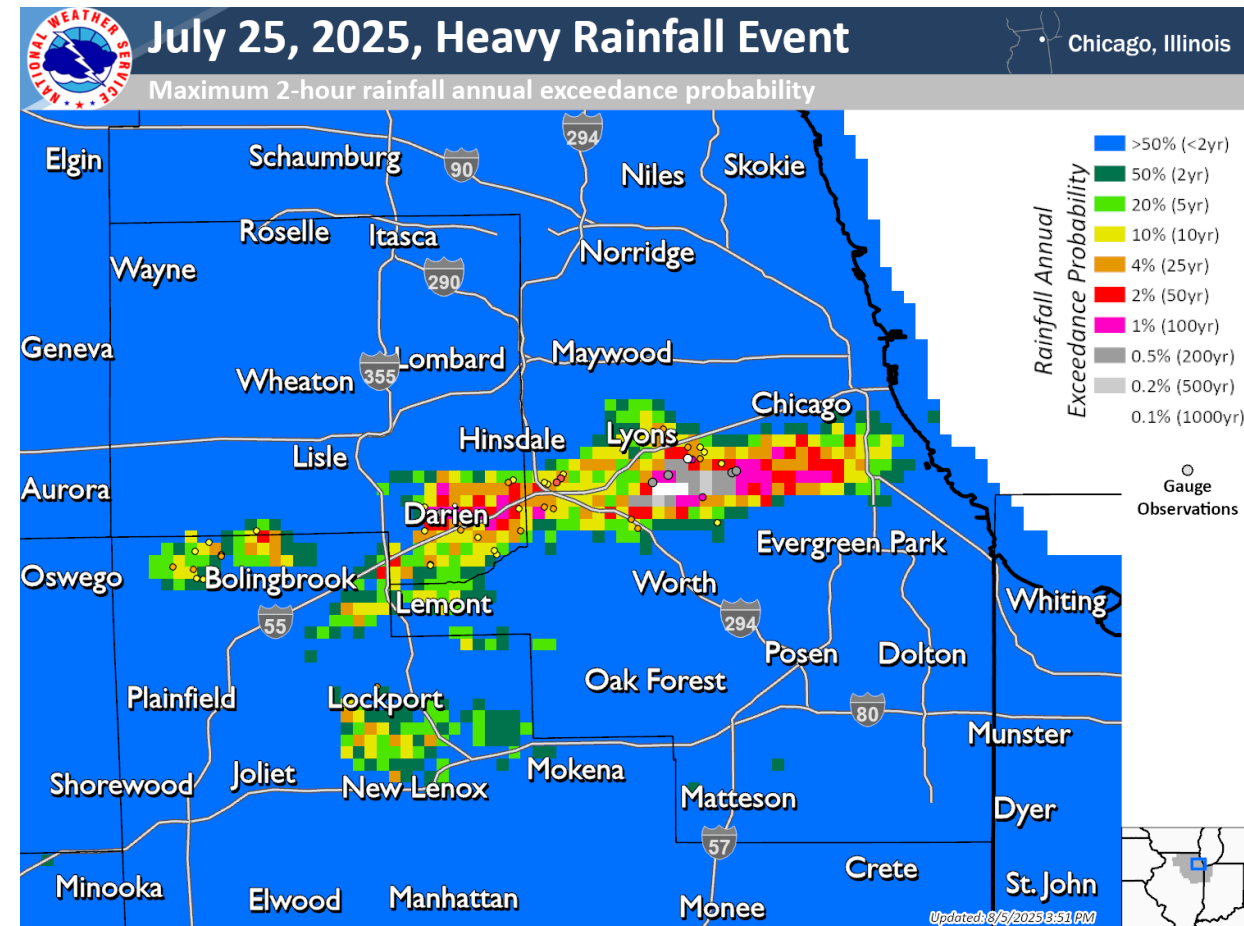 NATIONAL WEATHER SERVICE
July 25, 2025, Heavy Rainfall Event
Chicago, Illinois
Maximum 2-hour rainfall annual exceedance probability
Rainfall Annual
Exceedance Probability
>50% (<2yr)
50% (2yr)
20% (5yr)
10% (10yr)
4% (25yr)
2% (50yr)
1% (100yr)
0.5% (200yr)
0.2% (500yr)
0.1% (1000yr)
Gauge
Observations
294
Elgin
Schaumburg
90
Niles
Skokie
Roselle
Itasca
Norridge
Wayne
290
Geneva
Lombard
Maywood
Wheaton
355
Chicago
Hinsdale
Lyons
Lisle
Aurora
Darien
Evergreen Park
Oswego
Bolingbrook
Worth
Lemont
Whiting
55
294
Posen
Dolton
Oak Forest
Plainfield
Lockport
80
Munster
Shorewood
Joliet
Mokena
New Lenox
Matteson
Dyer
57
Crete
Minooka
St. John
Elwood
Manhattan
Monee
Updated: 8/5/2025 3:51 PM